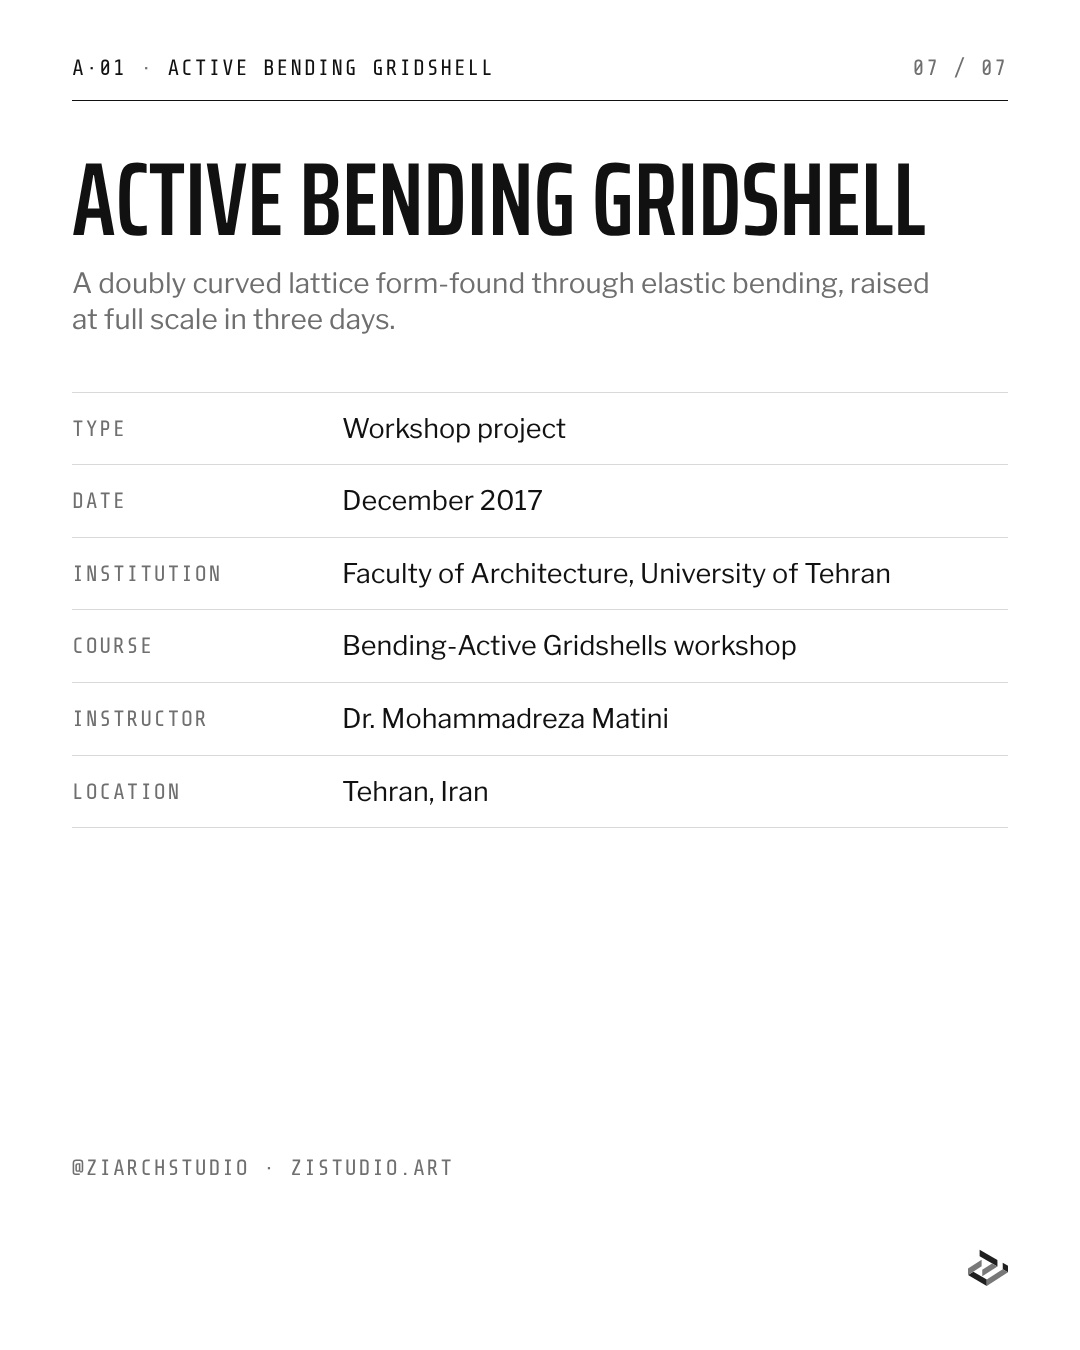 A·01 · ACTIVE BENDING GRIDSHELL
07 / 07
ACTIVE BENDING GRIDSHELL
A doubly curved lattice form-found through elastic bending, raised
at full scale in three days.
TYPE Workshop project
DATE December 2017
INSTITUTION Faculty of Architecture, University of Tehran
COURSE Bending-Active Gridshells workshop
INSTRUCTOR Dr. Mohammadreza Matini
LOCATION Tehran, Iran
@ZIARCHSTUDIO · ZISTUDIO.ART